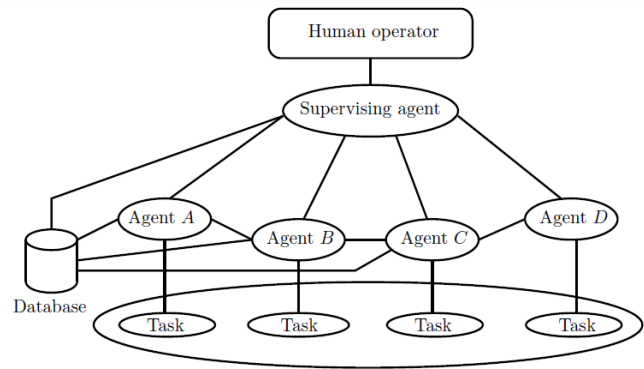 Human operator
Supervising agent
Agent A
Agent B
Agent C
Agent D
Database
Task
Task
Task
Task